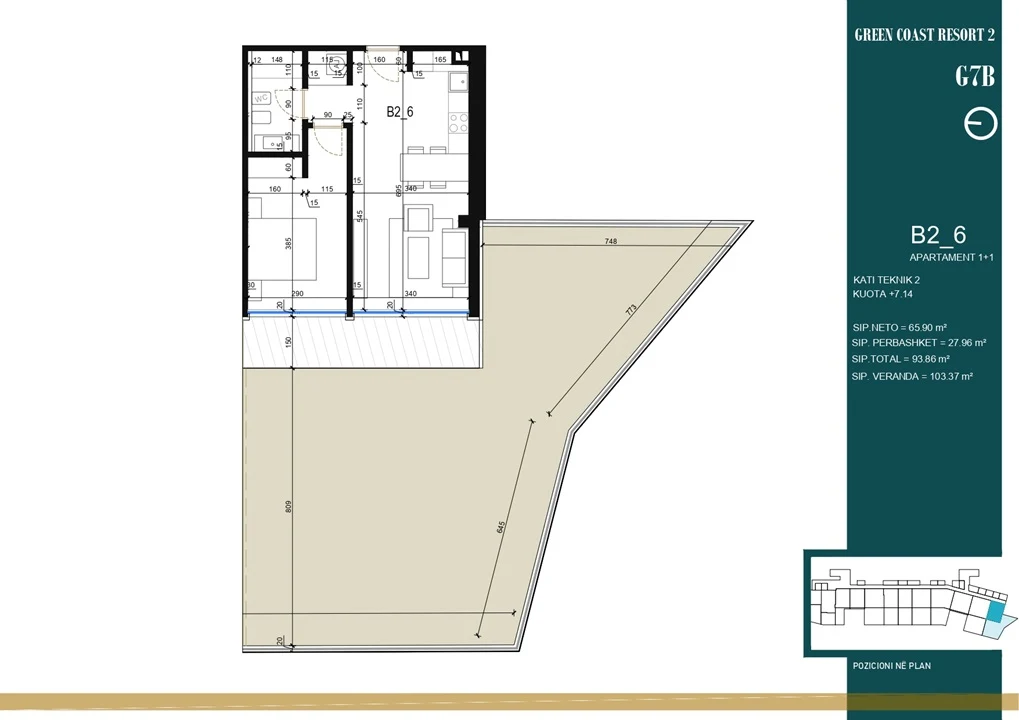 GREEN COAST RESORT 2
G7B
B2_6
APARTAMENT 1+1
KATI TEKNIK 2
KUOTA +7.14
SIP.NETO = 65.90 m²
SIP. PERBASHKET = 27.96 m²
SIP.TOTAL = 93.86 m²
SIP. VERANDA = 103.37 m²
POZICIONI NË PLAN
12 148 115 160 60 165
110 15 15 100 15
WC
90 90 25 110 B2_6
95 15
60 15
160 115 695 340
15 545
385
748
773
30 290 15 340
20 20
150
645
809
20